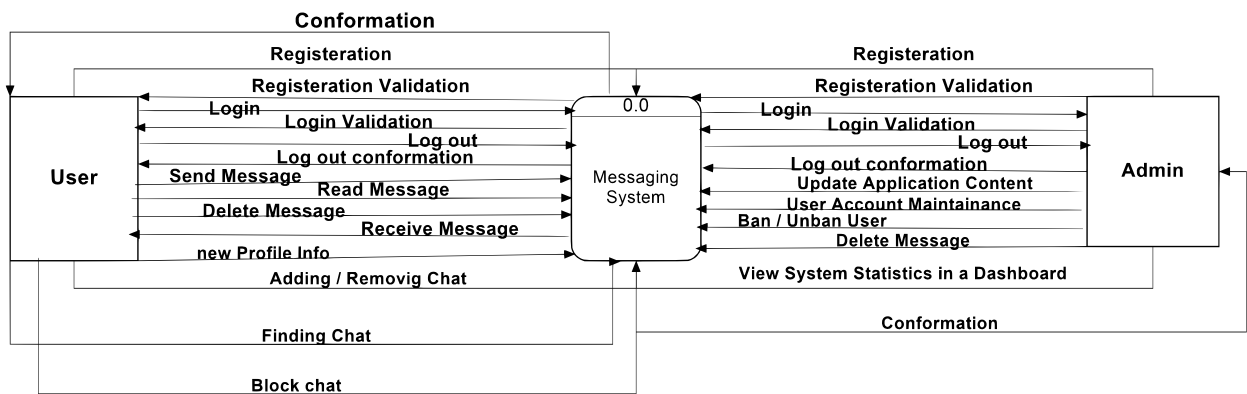 Conformation
Registeration
Registeration
Registeration Validation
Registeration Validation
0.0
Login
Login
Login Validation
Login Validation
Log out
Log out
Log out conformation
Log out conformation
User
Admin
Messaging
System
Send Message
Update Application Content
Read Message
User Account Maintainance
Delete Message
Ban / Unban User
Receive Message
Delete Message
new Profile Info
Adding / Removig Chat
View System Statistics in a Dashboard
Conformation
Finding Chat
Block chat